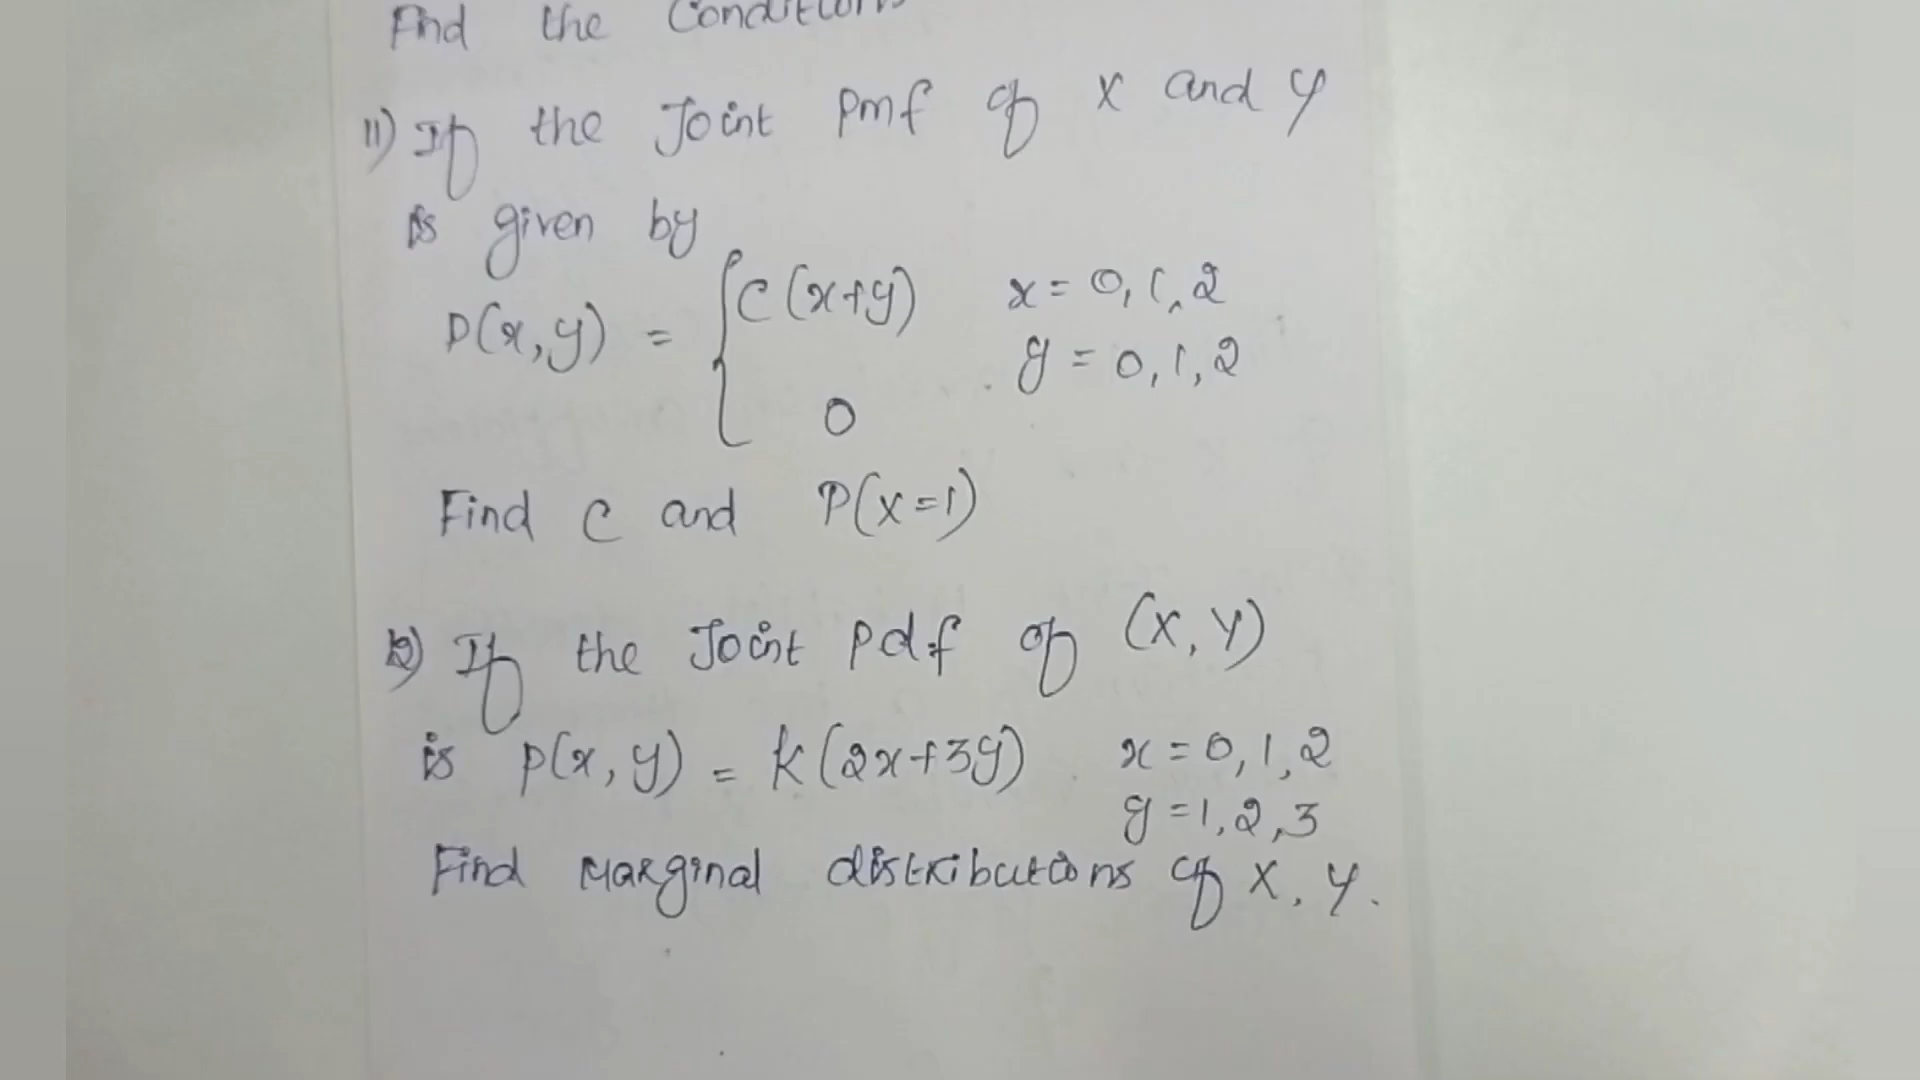 Find the Conditions
11) If the Joint Pmf of X and Y
is given by
P(x,y) = { C(x+y) x = 0,1,2
y = 0,1,2
0
Find C and P(X=1)
12) If the Joint pdf of (X,Y)
is P(x,y) = K(2x+3y) x = 0,1,2
y = 1,2,3
Find Marginal distributions of X, Y.